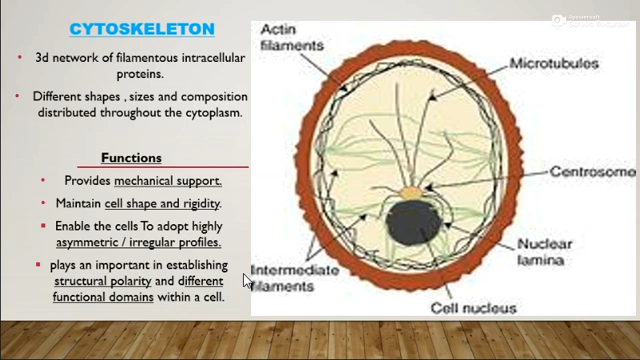 CYTOSKELETON
3d network of filamentous intracellular
proteins.
Different shapes , sizes and composition
distributed throughout the cytoplasm.
Functions
Provides mechanical support.
Maintain cell shape and rigidity.
Enable the cells To adopt highly
asymmetric / irregular profiles.
plays an important in establishing
structural polarity and different
functional domains within a cell.
Actin
filaments
Microtubules
Centrosome
Nuclear
lamina
Intermediate
filaments
Cell nucleus